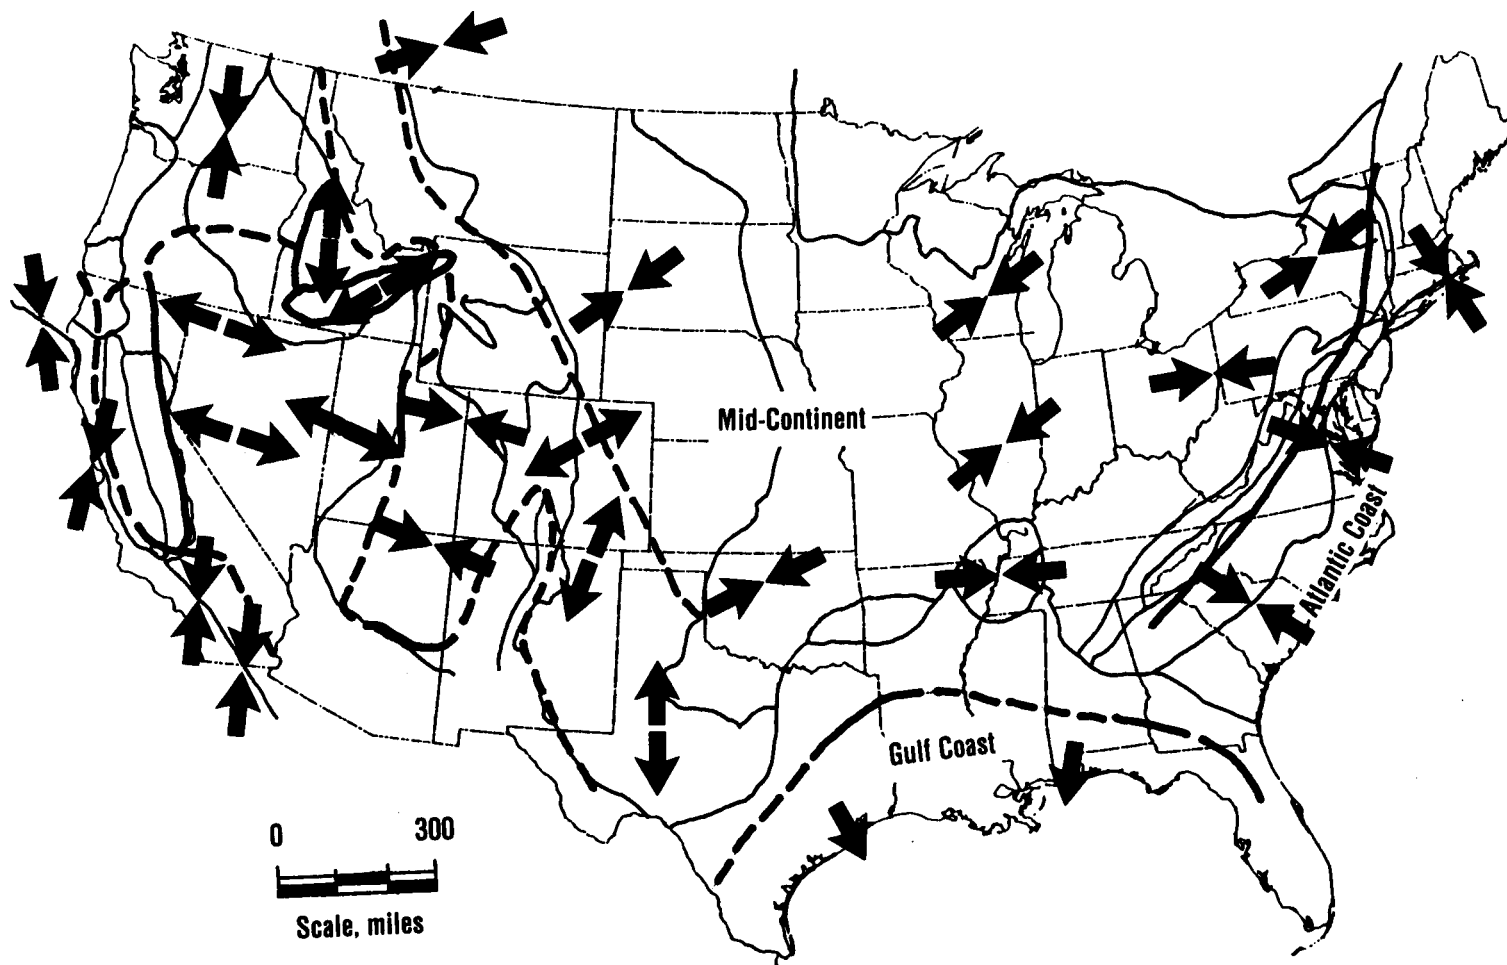 Mid-Continent
Atlantic Coast
Gulf Coast
0 300
Scale, miles